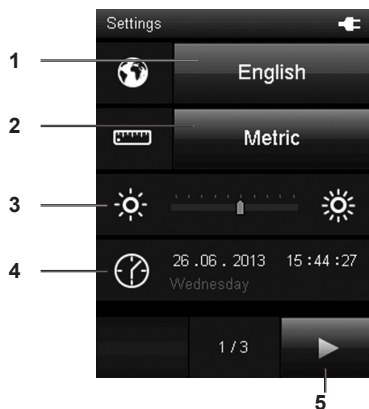 Settings
1 English
2 Metric
3
4 26 .06 . 2013 15 :44 :27
Wednesday
1 / 3
5